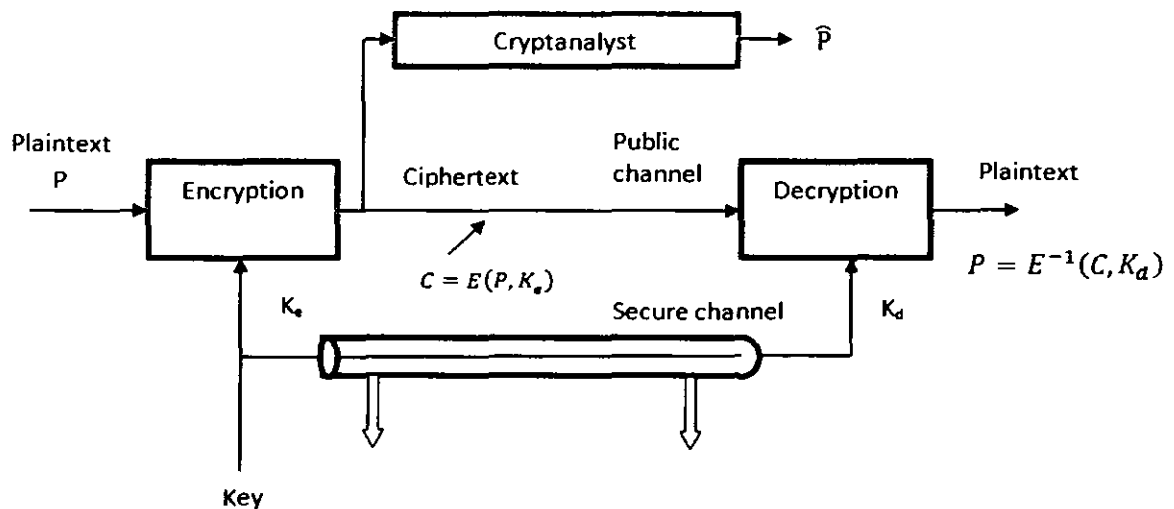 Cryptanalyst
P̂
Plaintext
P
Encryption
Ciphertext
Public
channel
Decryption
Plaintext
C = E(P, Kₑ)
P = E⁻¹(C, K_d)
Kₑ
Secure channel
K_d
Key